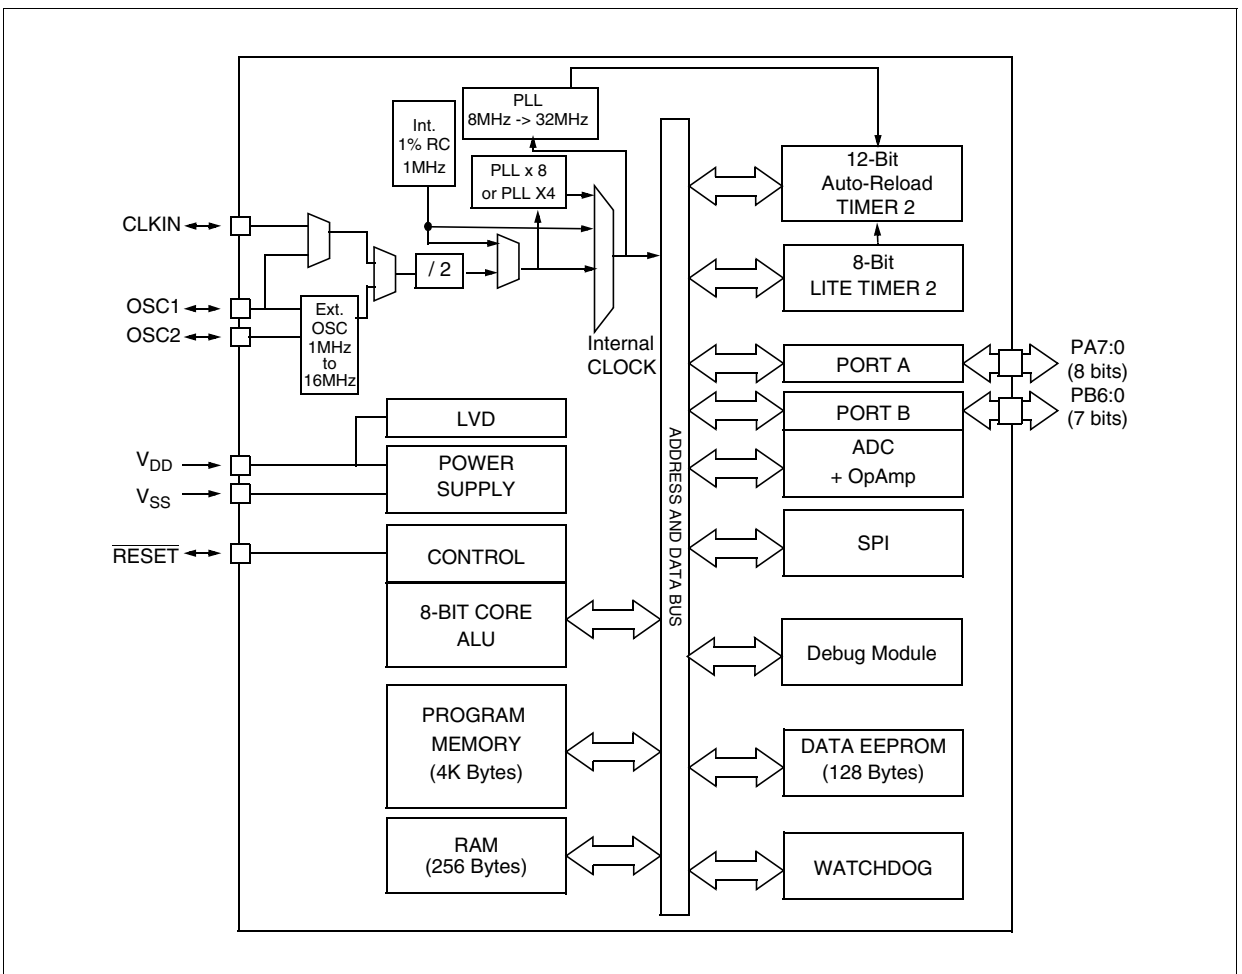 PLL
8MHz -> 32MHz
Int.
1% RC
1MHz
PLL x 8
or PLL X4
12-Bit
Auto-Reload
TIMER 2
CLKIN
/ 2
8-Bit
LITE TIMER 2
OSC1
OSC2
Ext.
OSC
1MHz
to
16MHz
Internal
CLOCK
PORT A
PA7:0
(8 bits)
PORT B
PB6:0
(7 bits)
LVD
ADC
+ OpAmp
VDD
VSS
POWER
SUPPLY
ADDRESS AND DATA BUS
SPI
RESET
CONTROL
8-BIT CORE
ALU
Debug Module
PROGRAM
MEMORY
(4K Bytes)
DATA EEPROM
(128 Bytes)
RAM
(256 Bytes)
WATCHDOG